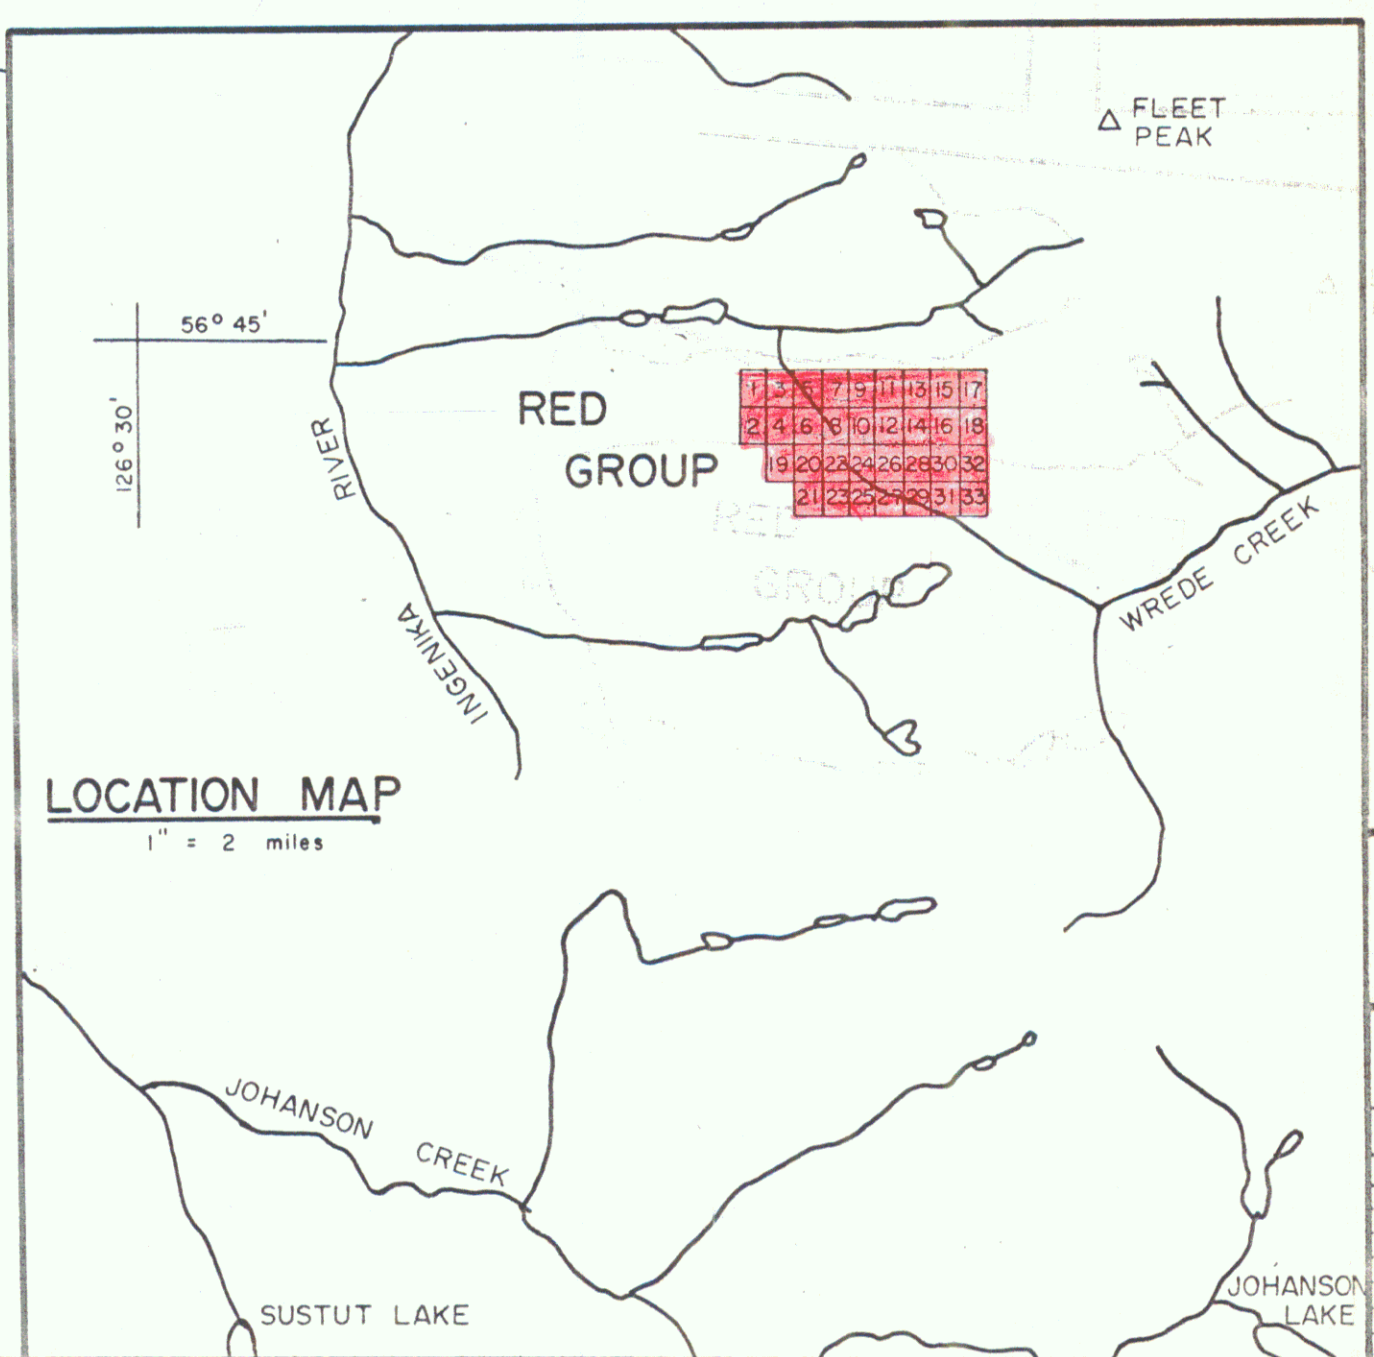 FLEET
PEAK
56° 45'
126° 30'
RED
GROUP
1 3 5 7 9 11 13 15 17
2 4 6 8 10 12 14 16 18
19 20 22 24 26 28 30 32
21 23 25 27 29 31 33
RED
GROUP
INGENIKA RIVER
WREDE CREEK
LOCATION MAP
1" = 2 miles
JOHANSON CREEK
SUSTUT LAKE
JOHANSON
LAKE